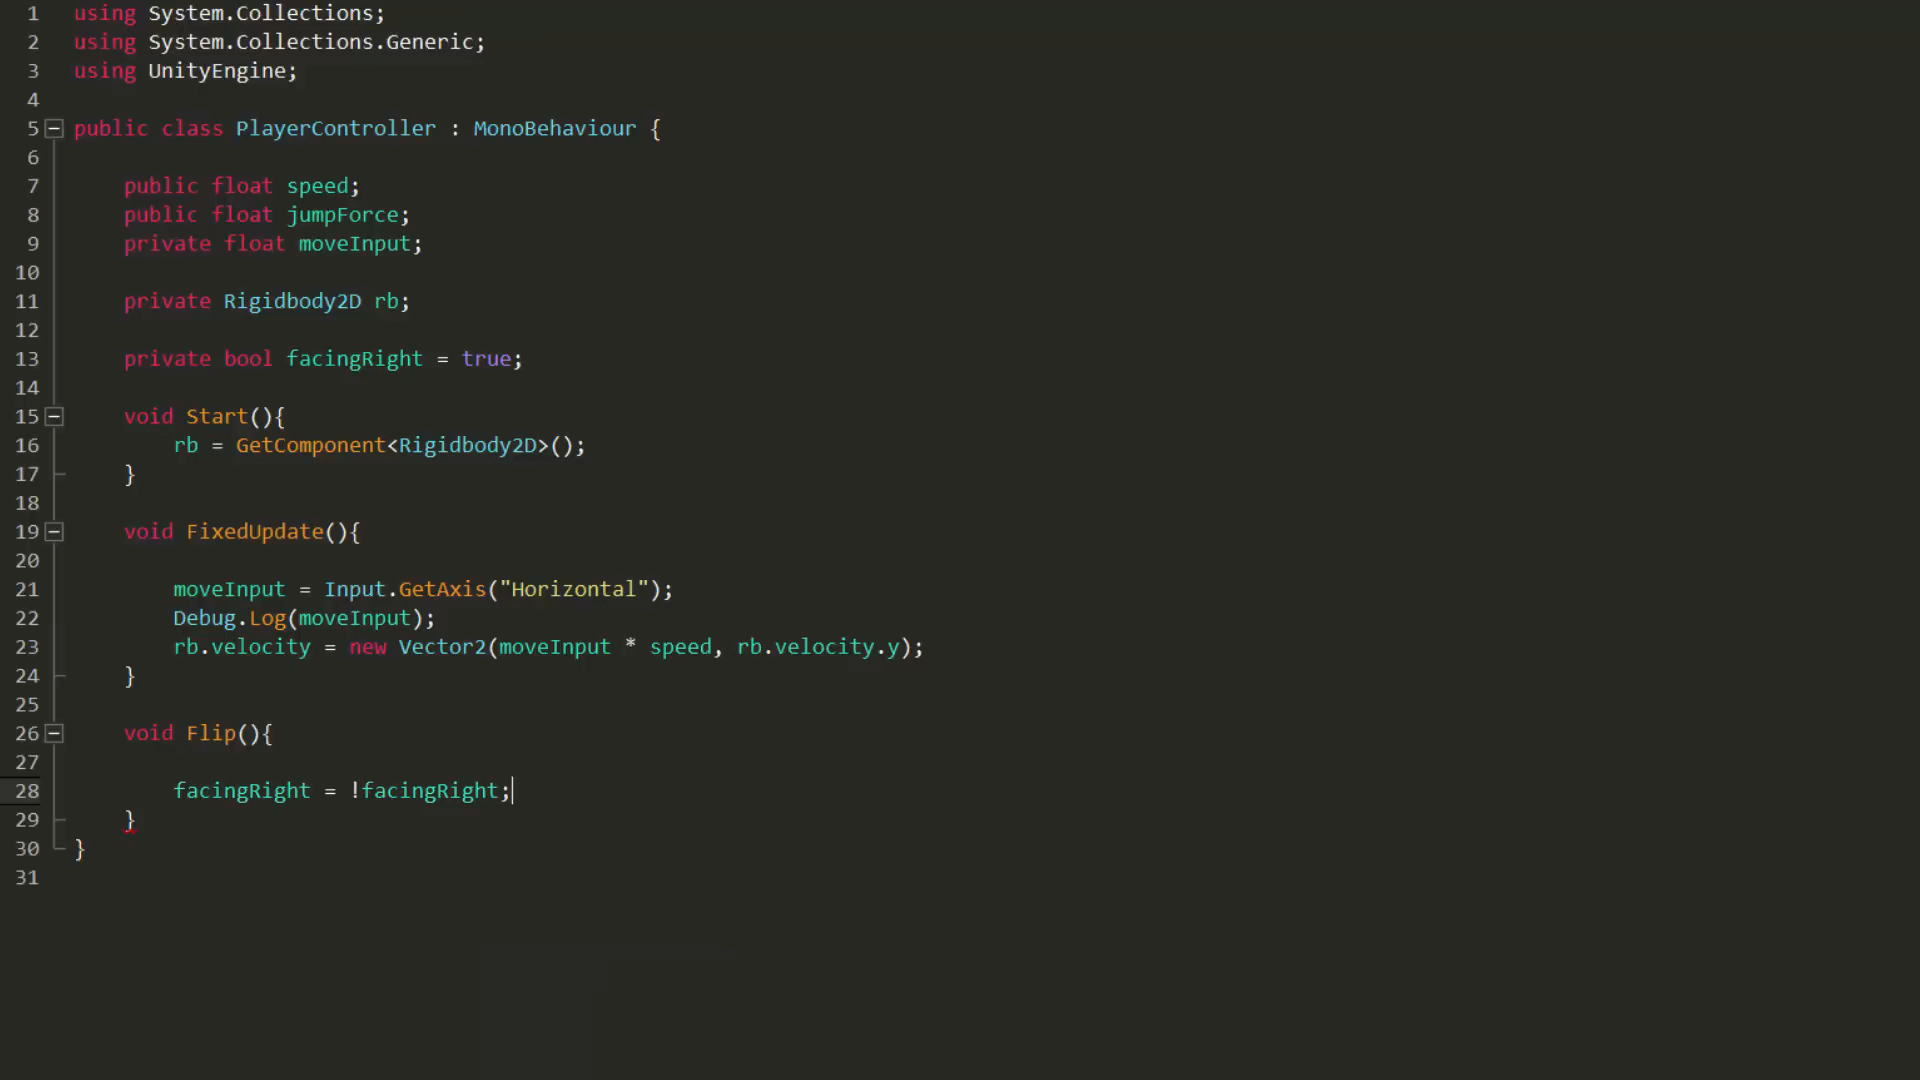 1 using System.Collections;
2 using System.Collections.Generic;
3 using UnityEngine;
4
5 public class PlayerController : MonoBehaviour {
6
7 public float speed;
8 public float jumpForce;
9 private float moveInput;
10
11 private Rigidbody2D rb;
12
13 private bool facingRight = true;
14
15 void Start(){
16 rb = GetComponent<Rigidbody2D>();
17 }
18
19 void FixedUpdate(){
20
21 moveInput = Input.GetAxis("Horizontal");
22 Debug.Log(moveInput);
23 rb.velocity = new Vector2(moveInput * speed, rb.velocity.y);
24 }
25
26 void Flip(){
27
28 facingRight = !facingRight;
29 }
30 }
31